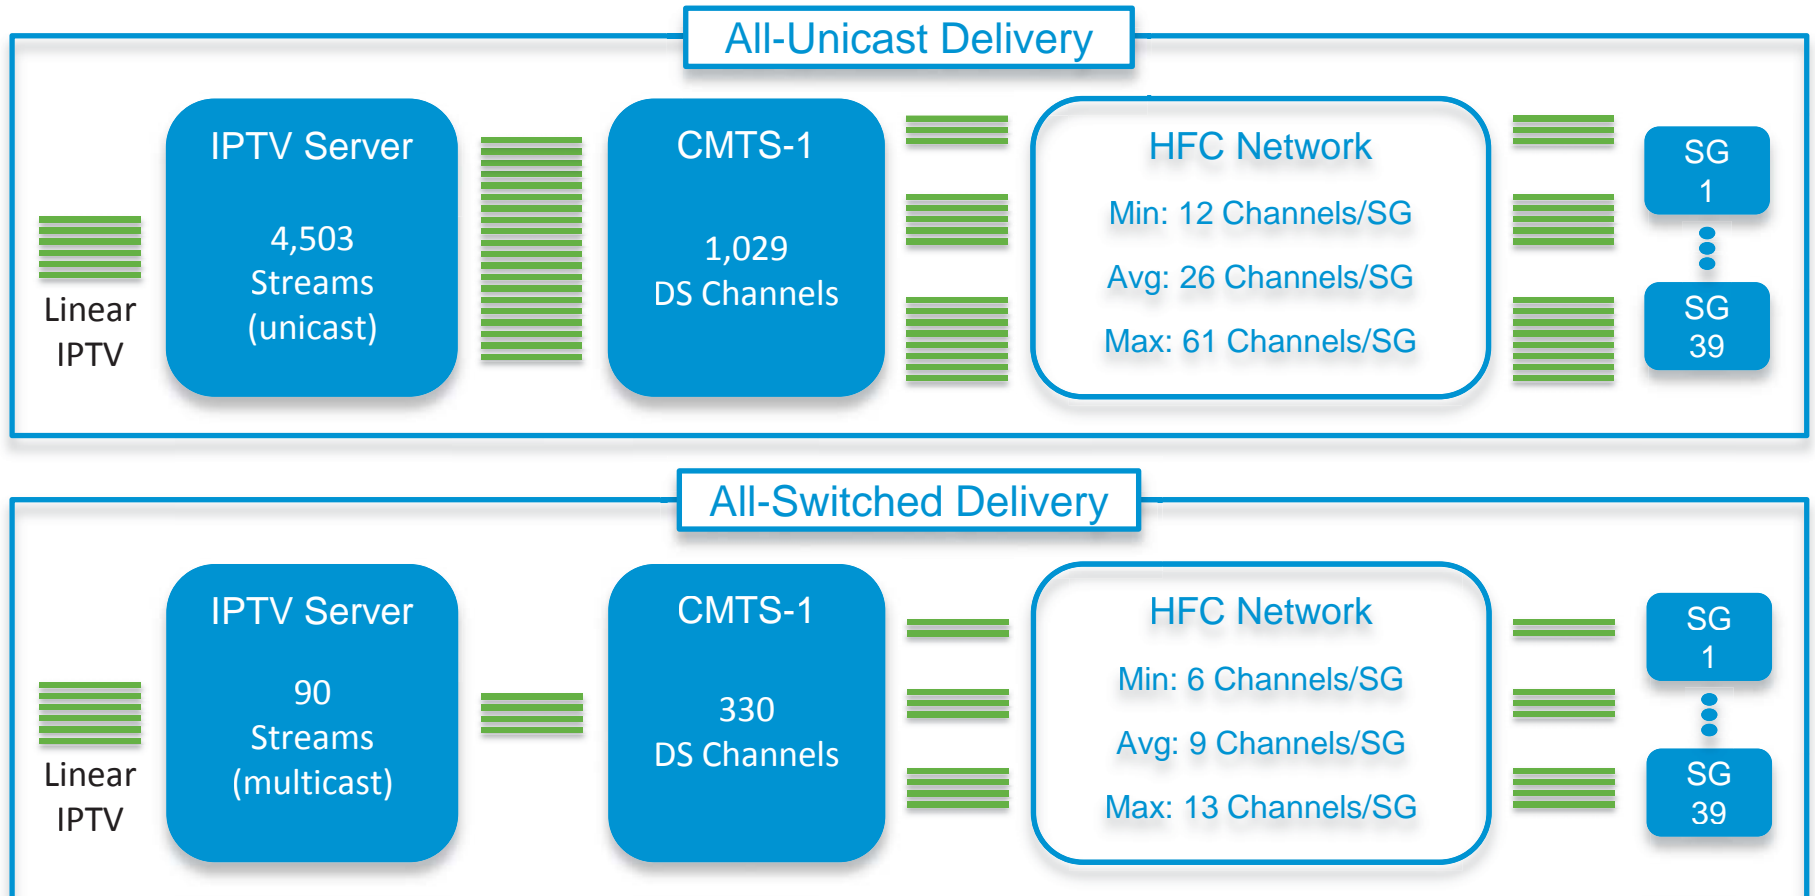 All-Unicast Delivery
IPTV Server
4,503
Streams
(unicast)
Linear
IPTV
CMTS-1
1,029
DS Channels
HFC Network
Min: 12 Channels/SG
Avg: 26 Channels/SG
Max: 61 Channels/SG
SG
1
SG
39
All-Switched Delivery
IPTV Server
90
Streams
(multicast)
Linear
IPTV
CMTS-1
330
DS Channels
HFC Network
Min: 6 Channels/SG
Avg: 9 Channels/SG
Max: 13 Channels/SG
SG
1
SG
39